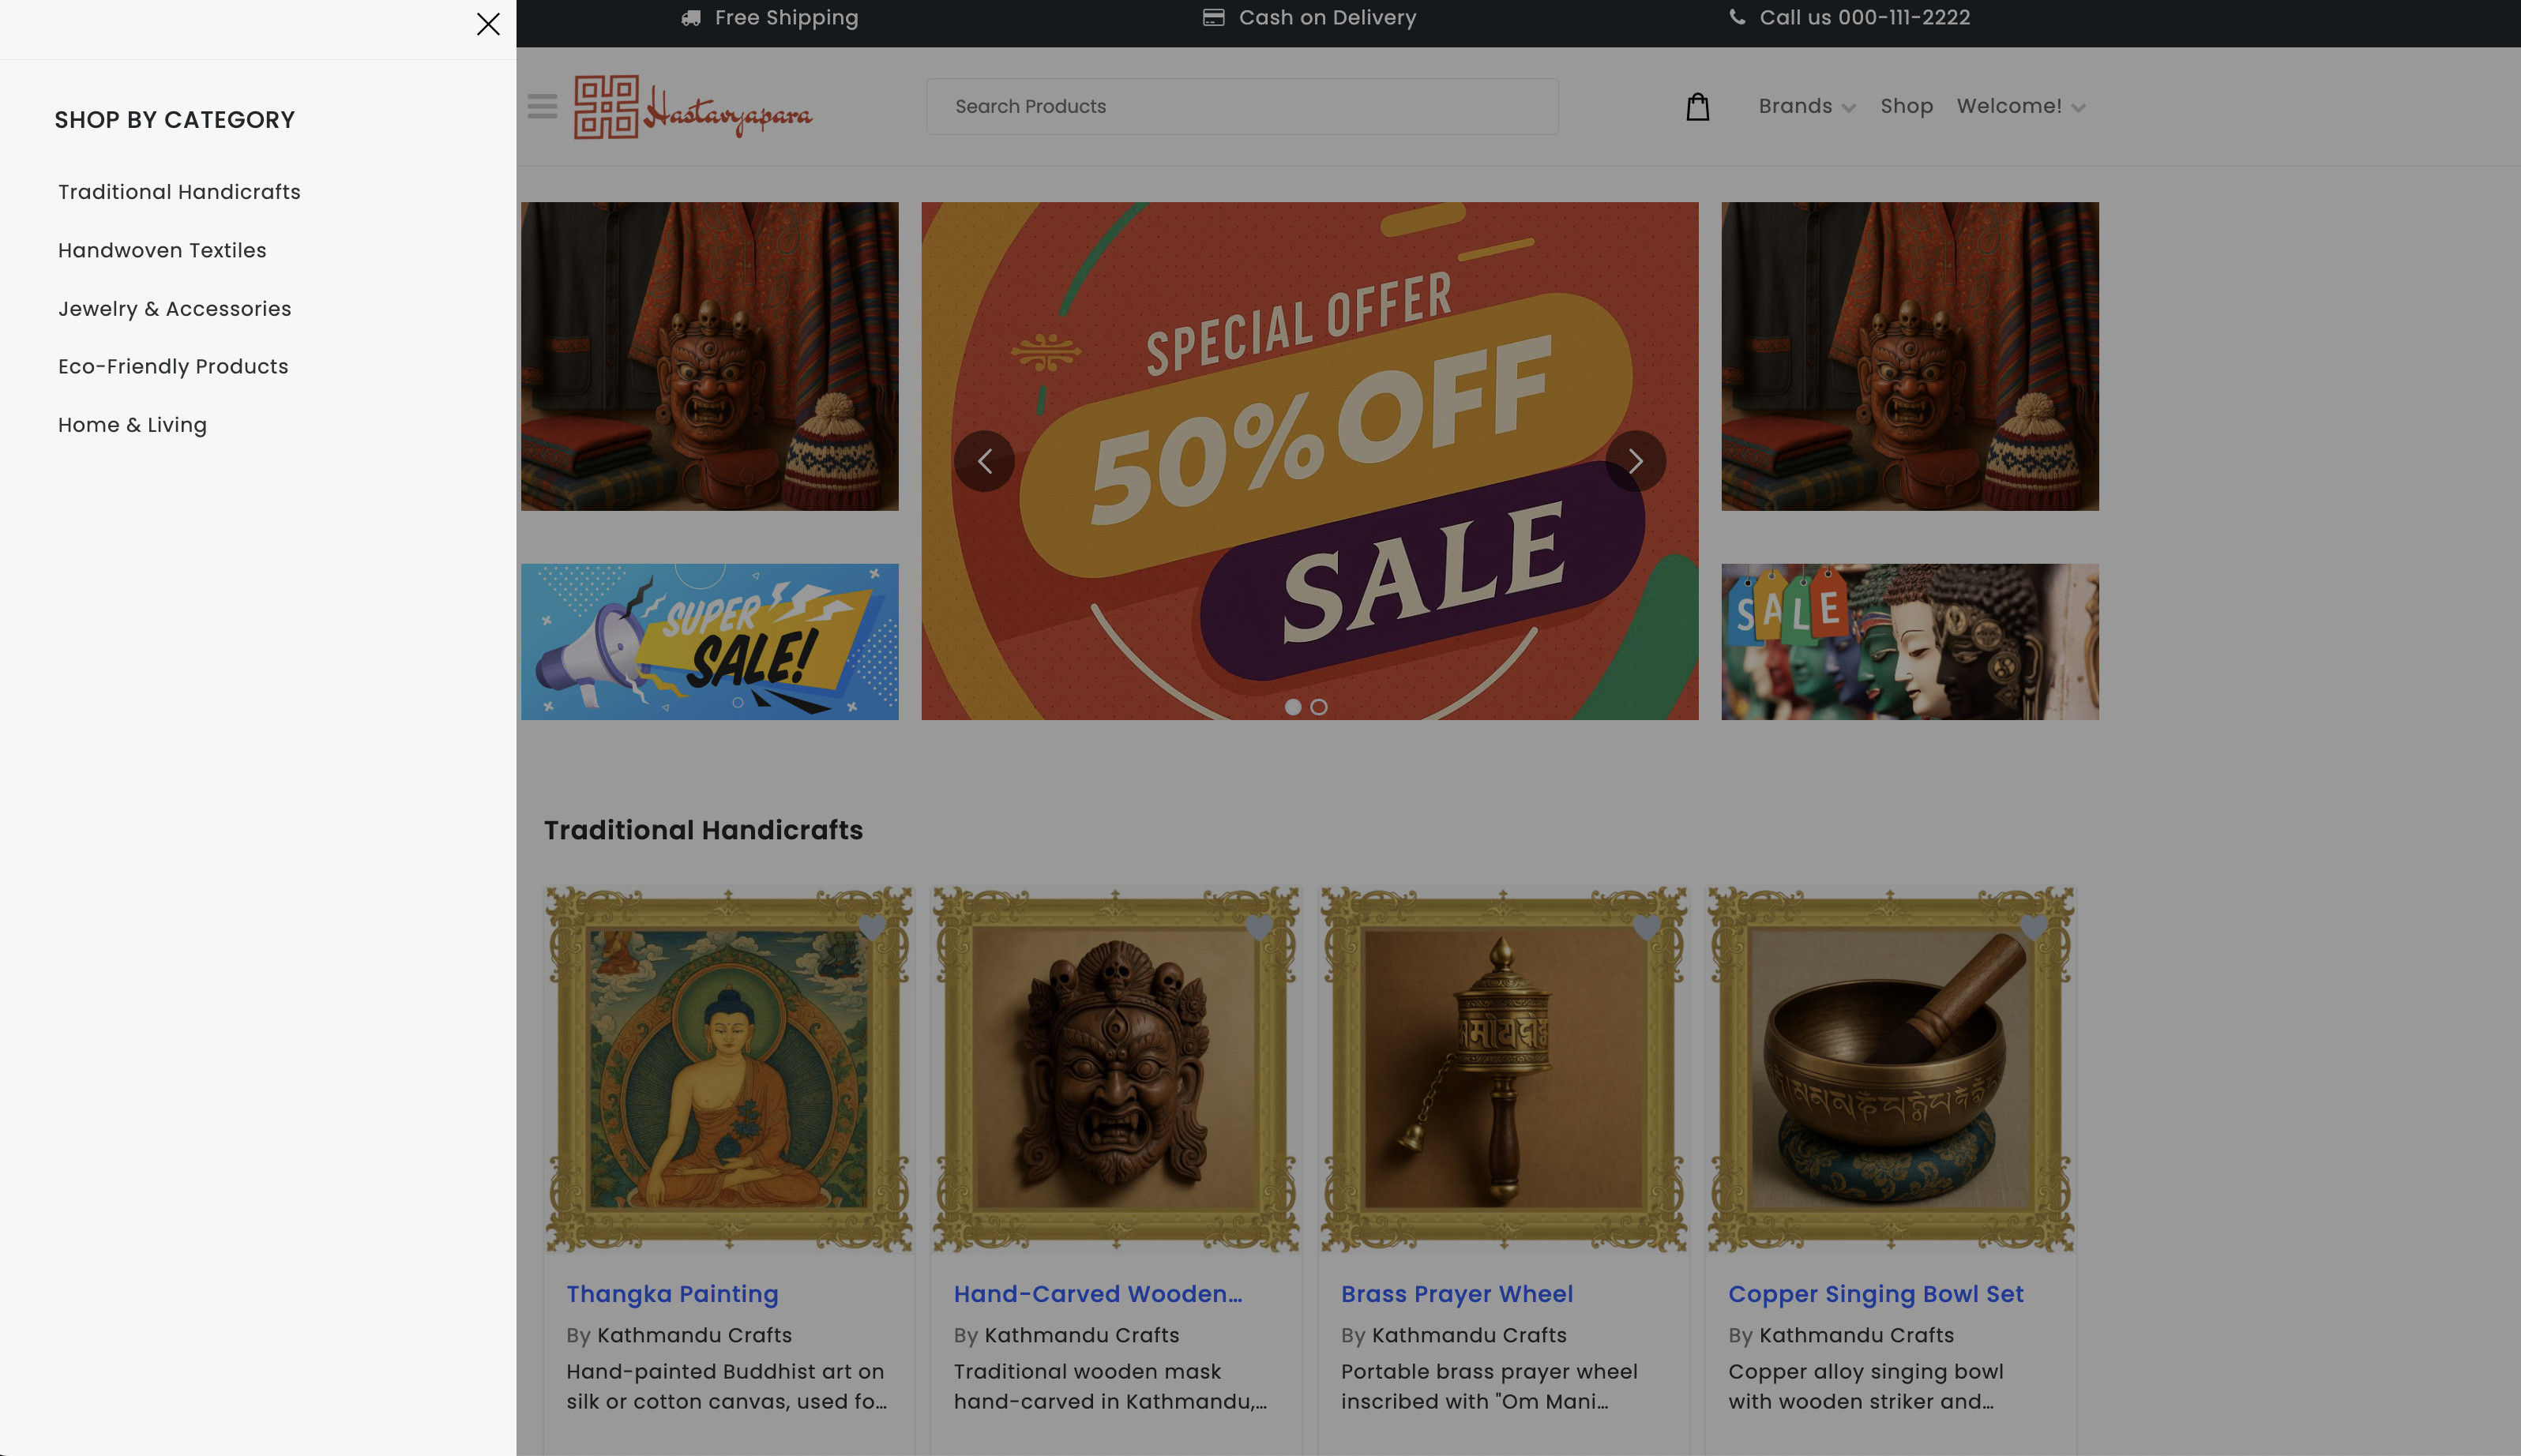 Free Shipping
Cash on Delivery
Call us 000-111-2222
SHOP BY CATEGORY
Traditional Handicrafts
Handwoven Textiles
Jewelry & Accessories
Eco-Friendly Products
Home & Living
Hastavyapara
Search Products
Brands
Shop
Welcome!
SPECIAL OFFER
50% OFF
SALE
SUPER
SALE!
SALE
Traditional Handicrafts
Thangka Painting
By Kathmandu Crafts
Hand-painted Buddhist art on
silk or cotton canvas, used fo...
Hand-Carved Wooden...
By Kathmandu Crafts
Traditional wooden mask
hand-carved in Kathmandu,...
Brass Prayer Wheel
By Kathmandu Crafts
Portable brass prayer wheel
inscribed with "Om Mani...
Copper Singing Bowl Set
By Kathmandu Crafts
Copper alloy singing bowl
with wooden striker and...